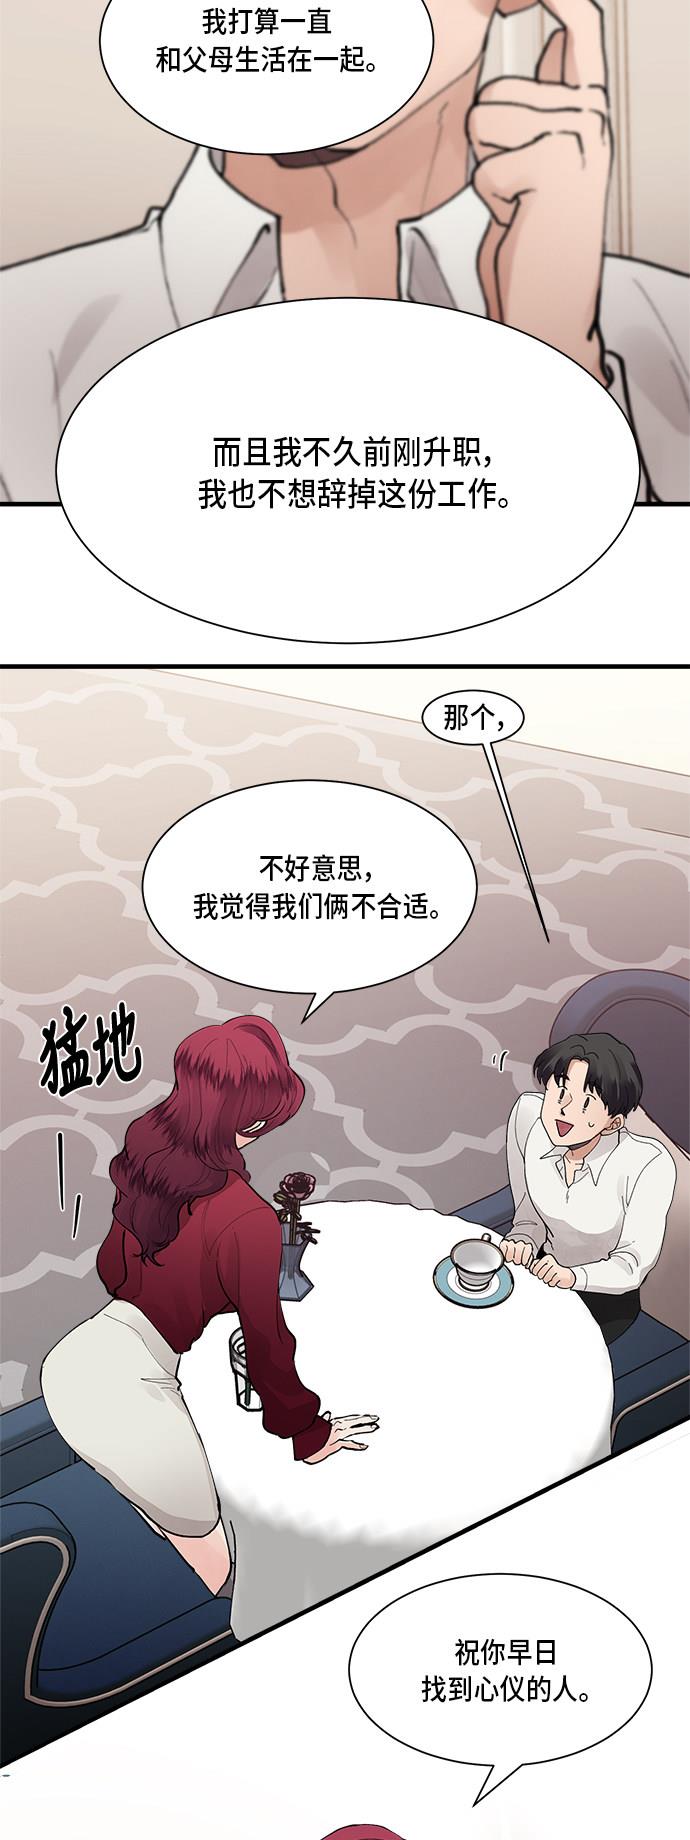 我打算一直
和父母生活在一起。
而且我不久前刚升职，
我也不想辞掉这份工作。
那个，
不好意思，
我觉得我们俩不合适。
猛地
祝你早日
找到心仪的人。